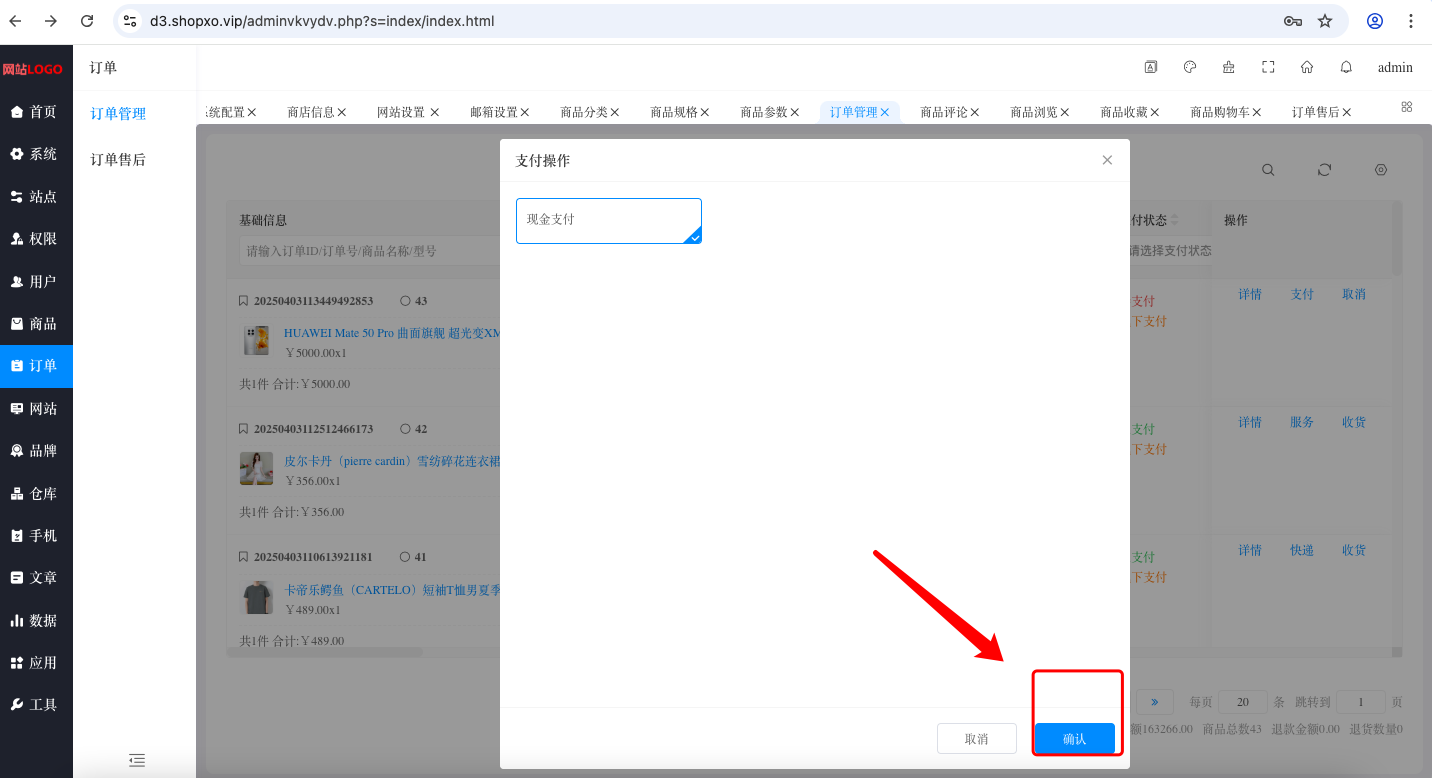 d3.shopxo.vip/adminvkvydv.php?s=index/index.html
网站LOGO
首页
系统
站点
权限
用户
商品
订单
网站
品牌
仓库
手机
文章
数据
应用
工具
订单
订单管理
订单售后
admin
系统配置 商店信息 网站设置 邮箱设置 商品分类 商品规格 商品参数 订单管理 商品评论 商品浏览 商品收藏 商品购物车 订单售后
支付操作
现金支付
取消
确认
基础信息
付状态
操作
请输入订单ID/订单号/商品名称/型号
请选择支付状态
20250403113449492853 43
HUAWEI Mate 50 Pro 曲面旗舰 超光变XM
￥5000.00x1
共1件 合计:￥5000.00
支付
下支付
详情 支付 取消
20250403112512466173 42
皮尔卡丹（pierre cardin）雪纺碎花连衣裙
￥356.00x1
共1件 合计:￥356.00
支付
下支付
详情 服务 收货
20250403110613921181 41
卡帝乐鳄鱼（CARTELO）短袖T恤男夏季
￥489.00x1
共1件 合计:￥489.00
支付
下支付
详情 快递 收货
» 每页 20 条 跳转到 1 页
额163266.00 商品总数43 退款金额0.00 退货数量0